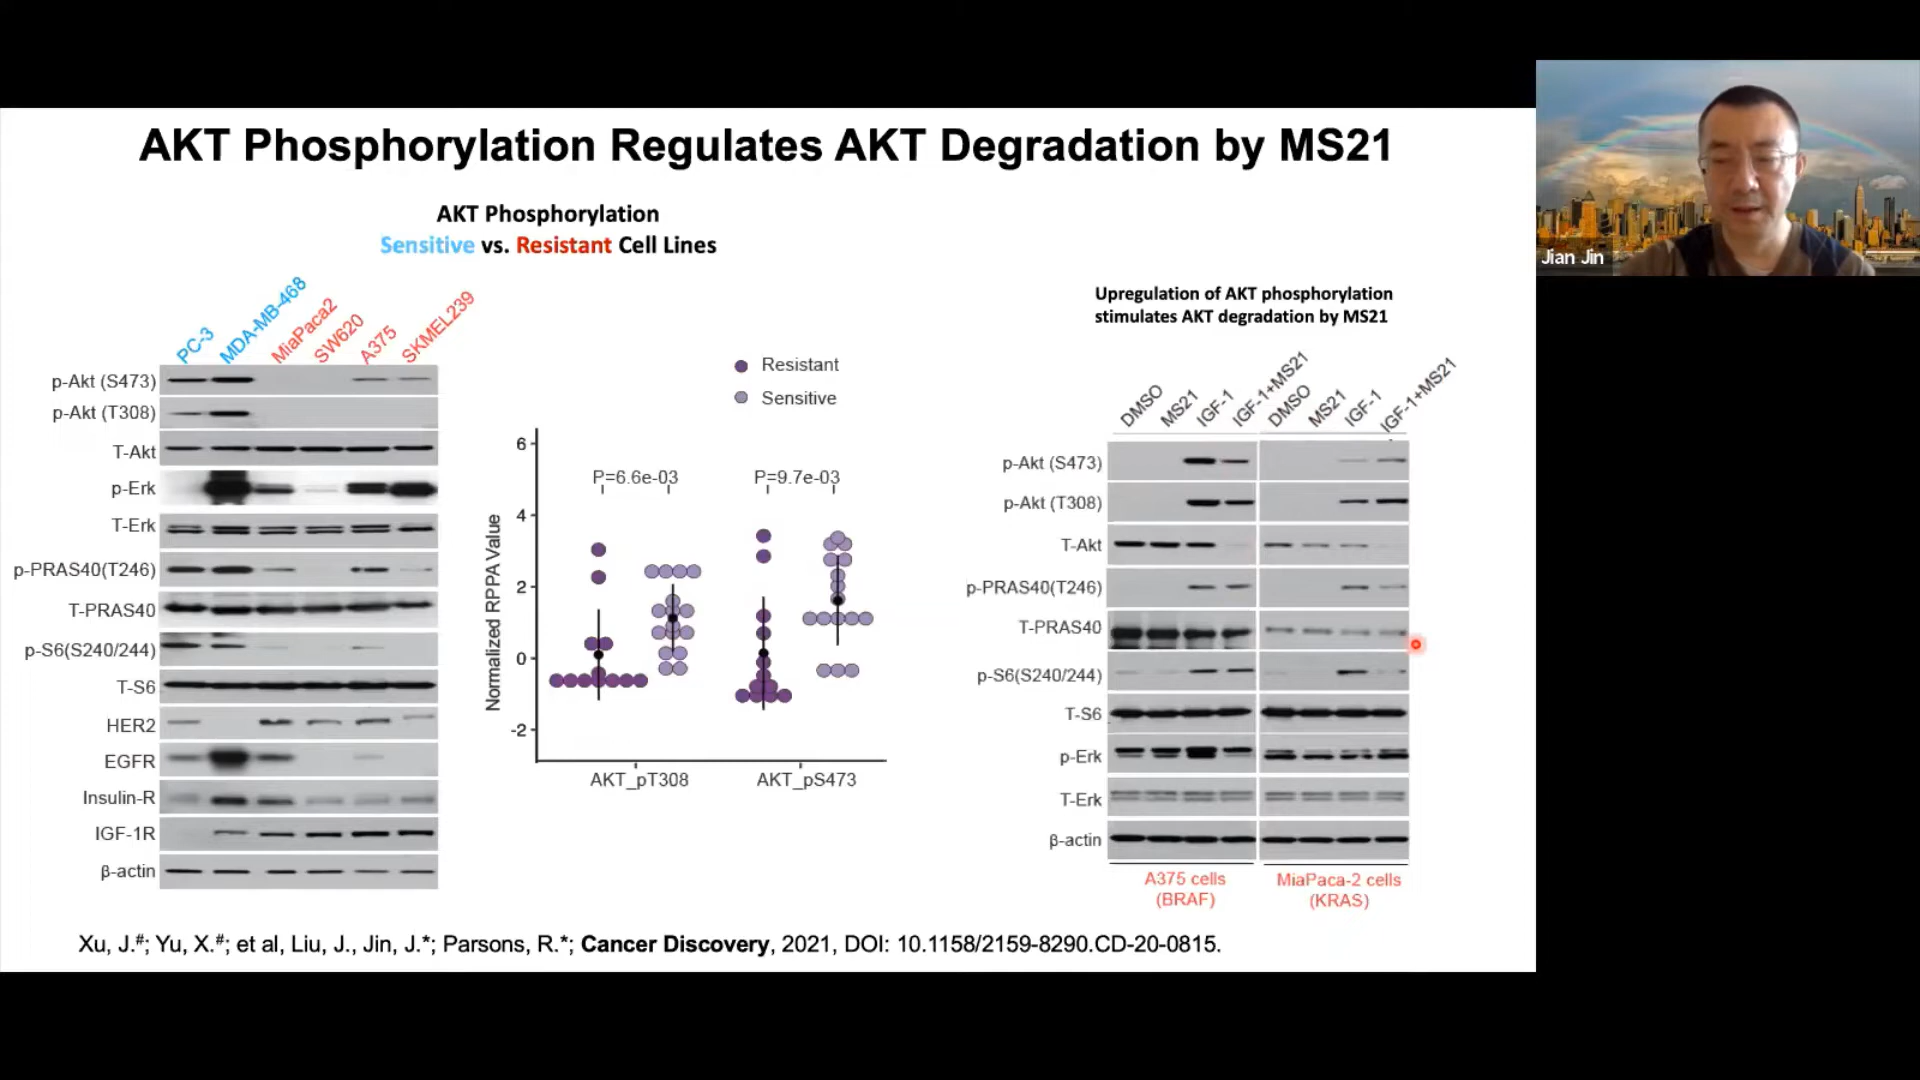 AKT Phosphorylation Regulates AKT Degradation by MS21
AKT Phosphorylation
Sensitive vs. Resistant Cell Lines
PC-3
MDA-MB-468
MiaPaca2
SW620
A375
SKMEL239
p-Akt (S473)
p-Akt (T308)
T-Akt
p-Erk
T-Erk
p-PRAS40(T246)
T-PRAS40
p-S6(S240/244)
T-S6
HER2
EGFR
Insulin-R
IGF-1R
β-actin
Resistant
Sensitive
Normalized RPPA Value
6
4
2
0
-2
P=6.6e-03
P=9.7e-03
AKT_pT308
AKT_pS473
Upregulation of AKT phosphorylation
stimulates AKT degradation by MS21
DMSO
MS21
IGF-1
IGF-1+MS21
DMSO
MS21
IGF-1
IGF-1+MS21
p-Akt (S473)
p-Akt (T308)
T-Akt
p-PRAS40(T246)
T-PRAS40
p-S6(S240/244)
T-S6
p-Erk
T-Erk
β-actin
A375 cells
(BRAF)
MiaPaca-2 cells
(KRAS)
Xu, J.#; Yu, X.#; et al, Liu, J., Jin, J.*; Parsons, R.*; Cancer Discovery, 2021, DOI: 10.1158/2159-8290.CD-20-0815.
Jian Jin